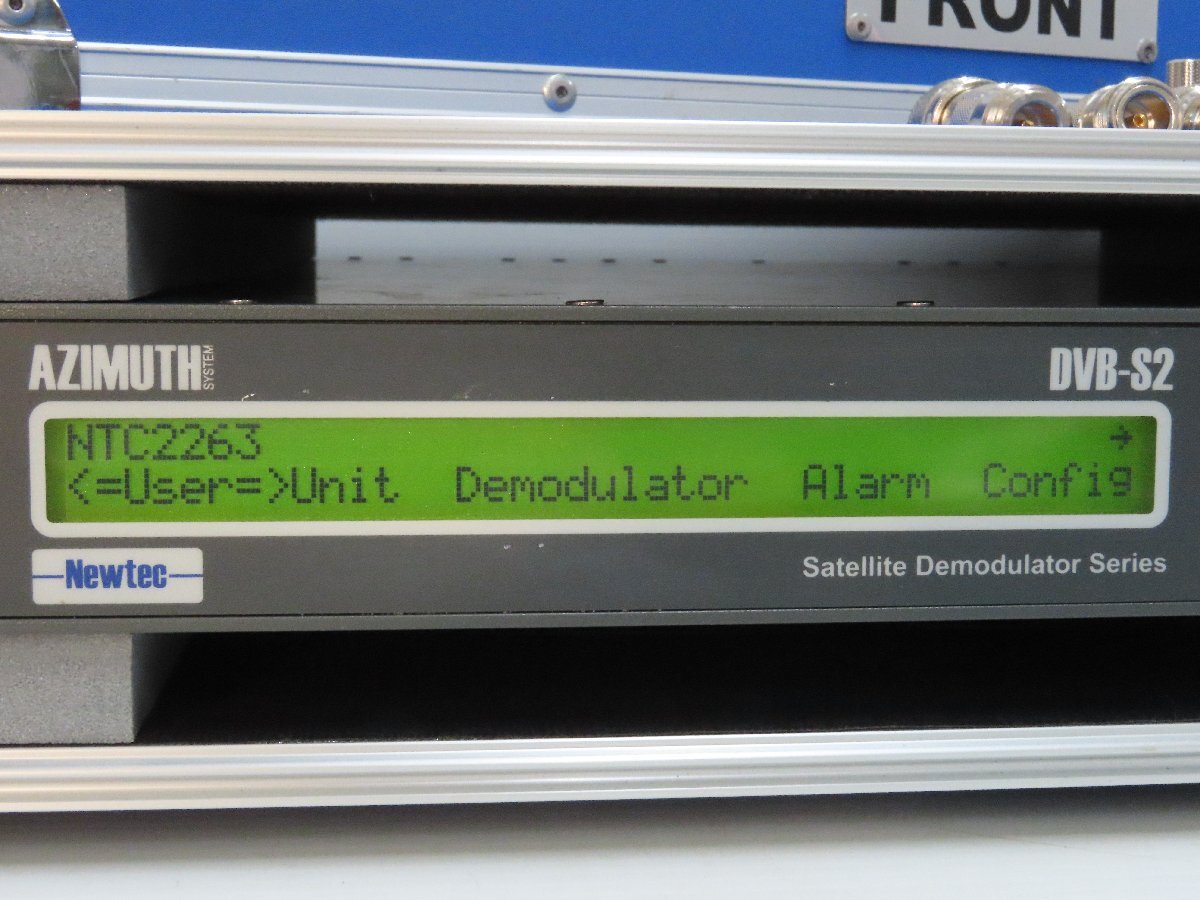 FRONT
AZIMUTH SYSTEM
DVB-S2
NTC2263 →
<=User=>Unit Demodulator Alarm Config
Newtec
Satellite Demodulator Series